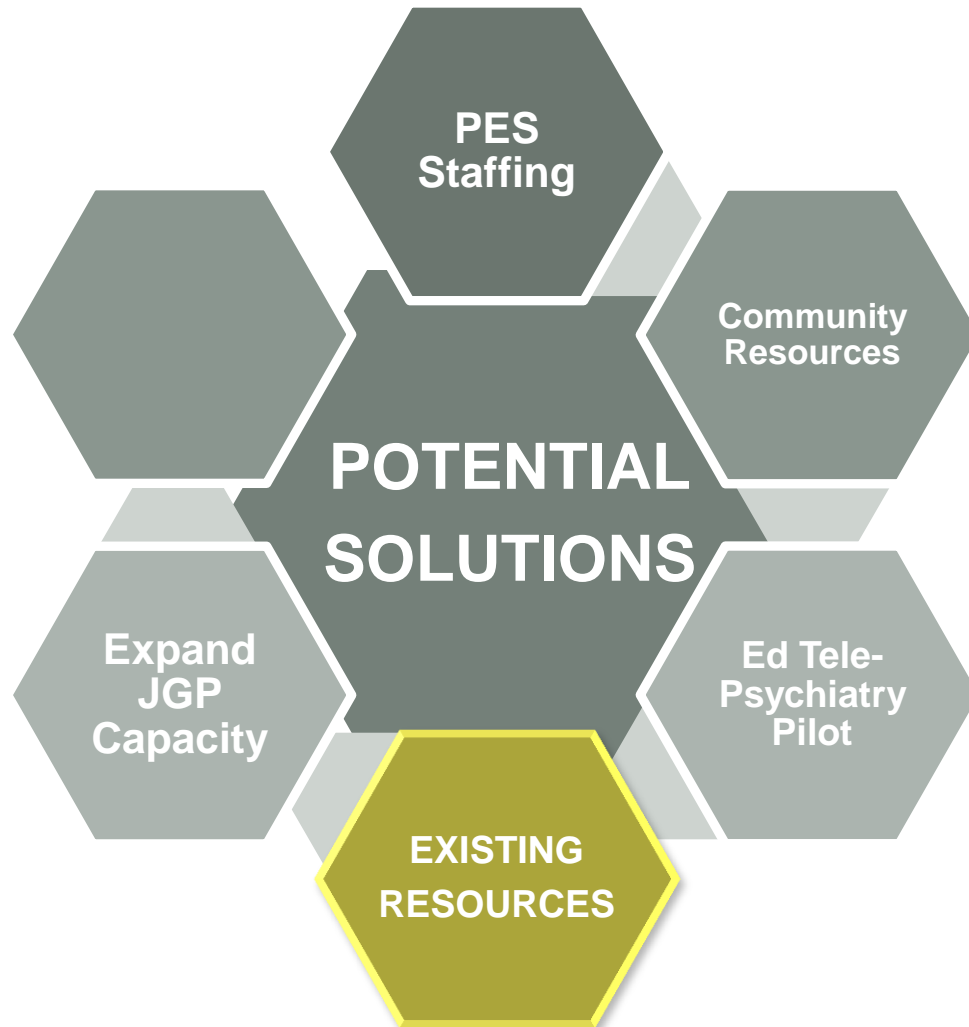 PES
Staffing
Community
Resources
POTENTIAL
SOLUTIONS
Expand
JGP
Capacity
Ed Tele-
Psychiatry
Pilot
EXISTING
RESOURCES